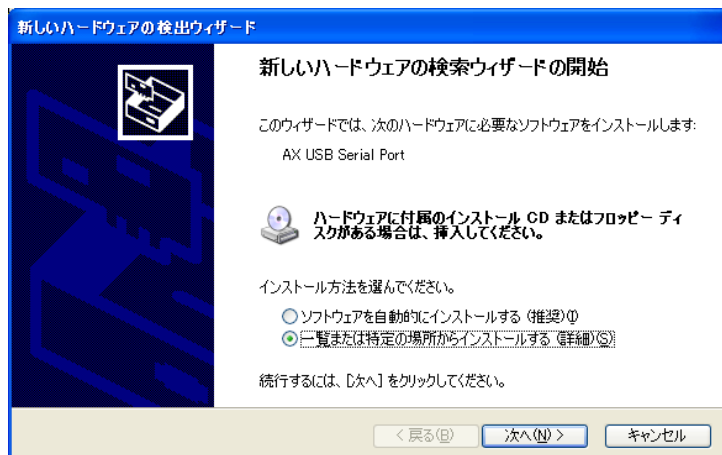 新しいハードウェアの検出ウィザード
新しいハードウェアの検索ウィザードの開始
このウィザードでは、次のハードウェアに必要なソフトウェアをインストールします:
AX USB Serial Port
ハードウェアに付属のインストール CD またはフロッピー ディ
スクがある場合は、挿入してください。
インストール方法を選んでください。
ソフトウェアを自動的にインストールする (推奨)(I)
一覧または特定の場所からインストールする (詳細)(S)
続行するには、[次へ] をクリックしてください。
< 戻る(B)
次へ(N) >
キャンセル